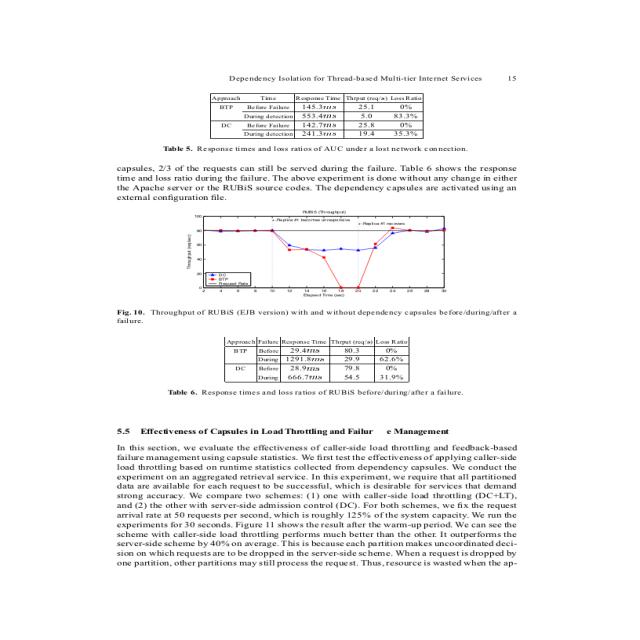 Dependency Isolation for Thread-based Multi-tier Internet Services 15
Approach Time Response Time Thrput (req/s) Loss Ratio
BTP Before Failure 145.3ms 25.1 0%
During detection 553.4ms 5.0 83.3%
DC Before Failure 142.7ms 25.8 0%
During detection 241.3ms 19.4 35.3%
Table 5. Response times and loss ratios of AUC under a lost network connection.
capsules, 2/3 of the requests can still be served during the failure. Table 6 shows the response
time and loss ratio during the failure. The above experiment is done without any change in either
the Apache server or the RUBiS source codes. The dependency capsules are activated using an
external configuration file.
RUBiS (Throughput)
100
<-Replica #1 becomes unresponsive
<-Replica #1 recovers
80
60
40
20
0
Throughput (req/sec)
DC
BTP
Request Rate
2 4 6 8 10 12 14 16 18 20 22 24 26 28 30
Elapsed Time (sec)
Fig. 10. Throughput of RUBiS (EJB version) with and without dependency capsules before/during/after a
failure.
Approach Failure Response Time Thrput (req/s) Loss Ratio
BTP Before 29.4ms 80.3 0%
During 1291.8ms 29.9 62.6%
DC Before 28.9ms 79.8 0%
During 666.7ms 54.5 31.9%
Table 6. Response times and loss ratios of RUBiS before/during/after a failure.
5.5 Effectiveness of Capsules in Load Throttling and Failur e Management
In this section, we evaluate the effectiveness of caller-side load throttling and feedback-based
failure management using capsule statistics. We first test the effectiveness of applying caller-side
load throttling based on runtime statistics collected from dependency capsules. We conduct the
experiment on an aggregated retrieval service. In this experiment, we require that all partitioned
data are available for each request to be successful, which is desirable for services that demand
strong accuracy. We compare two schemes: (1) one with caller-side load throttling (DC+LT),
and (2) the other with server-side admission control (DC). For both schemes, we fix the request
arrival rate at 50 requests per second, which is roughly 125% of the system capacity. We run the
experiments for 30 seconds. Figure 11 shows the result after the warm-up period. We can see the
scheme with caller-side load throttling performs much better than the other. It outperforms the
server-side scheme by 40% on average. This is because each partition makes uncoordinated deci-
sion on which requests are to be dropped in the server-side scheme. When a request is dropped by
one partition, other partitions may still process the request. Thus, resource is wasted when the ap-